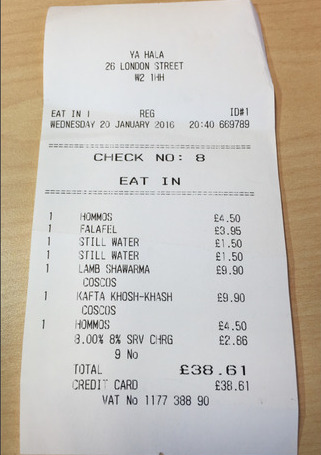 YA HALA
26 LONDON STREET
W2 1HH
EAT IN 1 REG ID#1
WEDNESDAY 20 JANUARY 2016 20:40 669789
CHECK NO: 8
EAT IN
1 HOMMOS £4.50
1 FALAFEL £3.95
1 STILL WATER £1.50
1 STILL WATER £1.50
1 LAMB SHAWARMA £9.90
COSCOS
1 KAFTA KHOSH-KHASH £9.90
COSCOS
1 HOMMOS £4.50
8.00% 8% SRV CHRG £2.86
9 No
TOTAL £38.61
CREDIT CARD £38.61
VAT No 1177 388 90